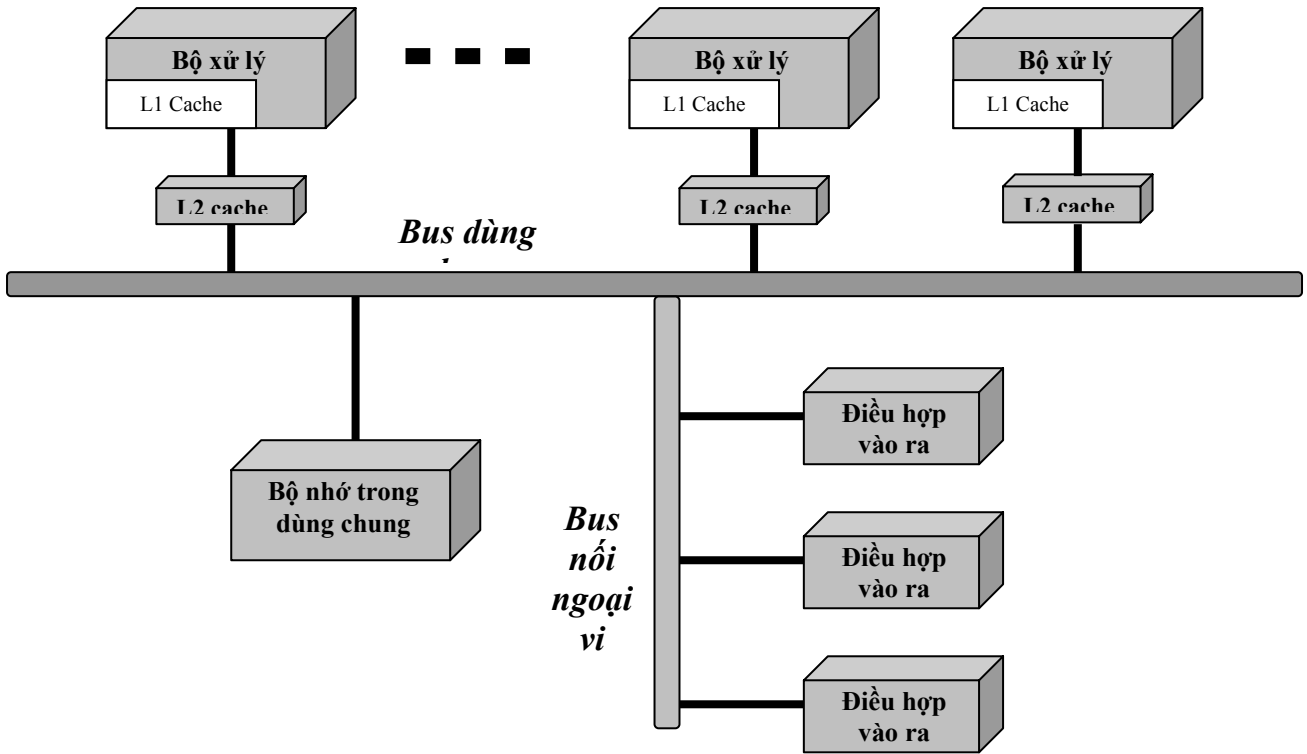 Bộ xử lý
L1 Cache
L2 cache
Bộ xử lý
L1 Cache
L2 cache
Bộ xử lý
L1 Cache
L2 cache
Bus dùng
Bộ nhớ trong
dùng chung
Bus
nối
ngoại
vi
Điều hợp
vào ra
Điều hợp
vào ra
Điều hợp
vào ra